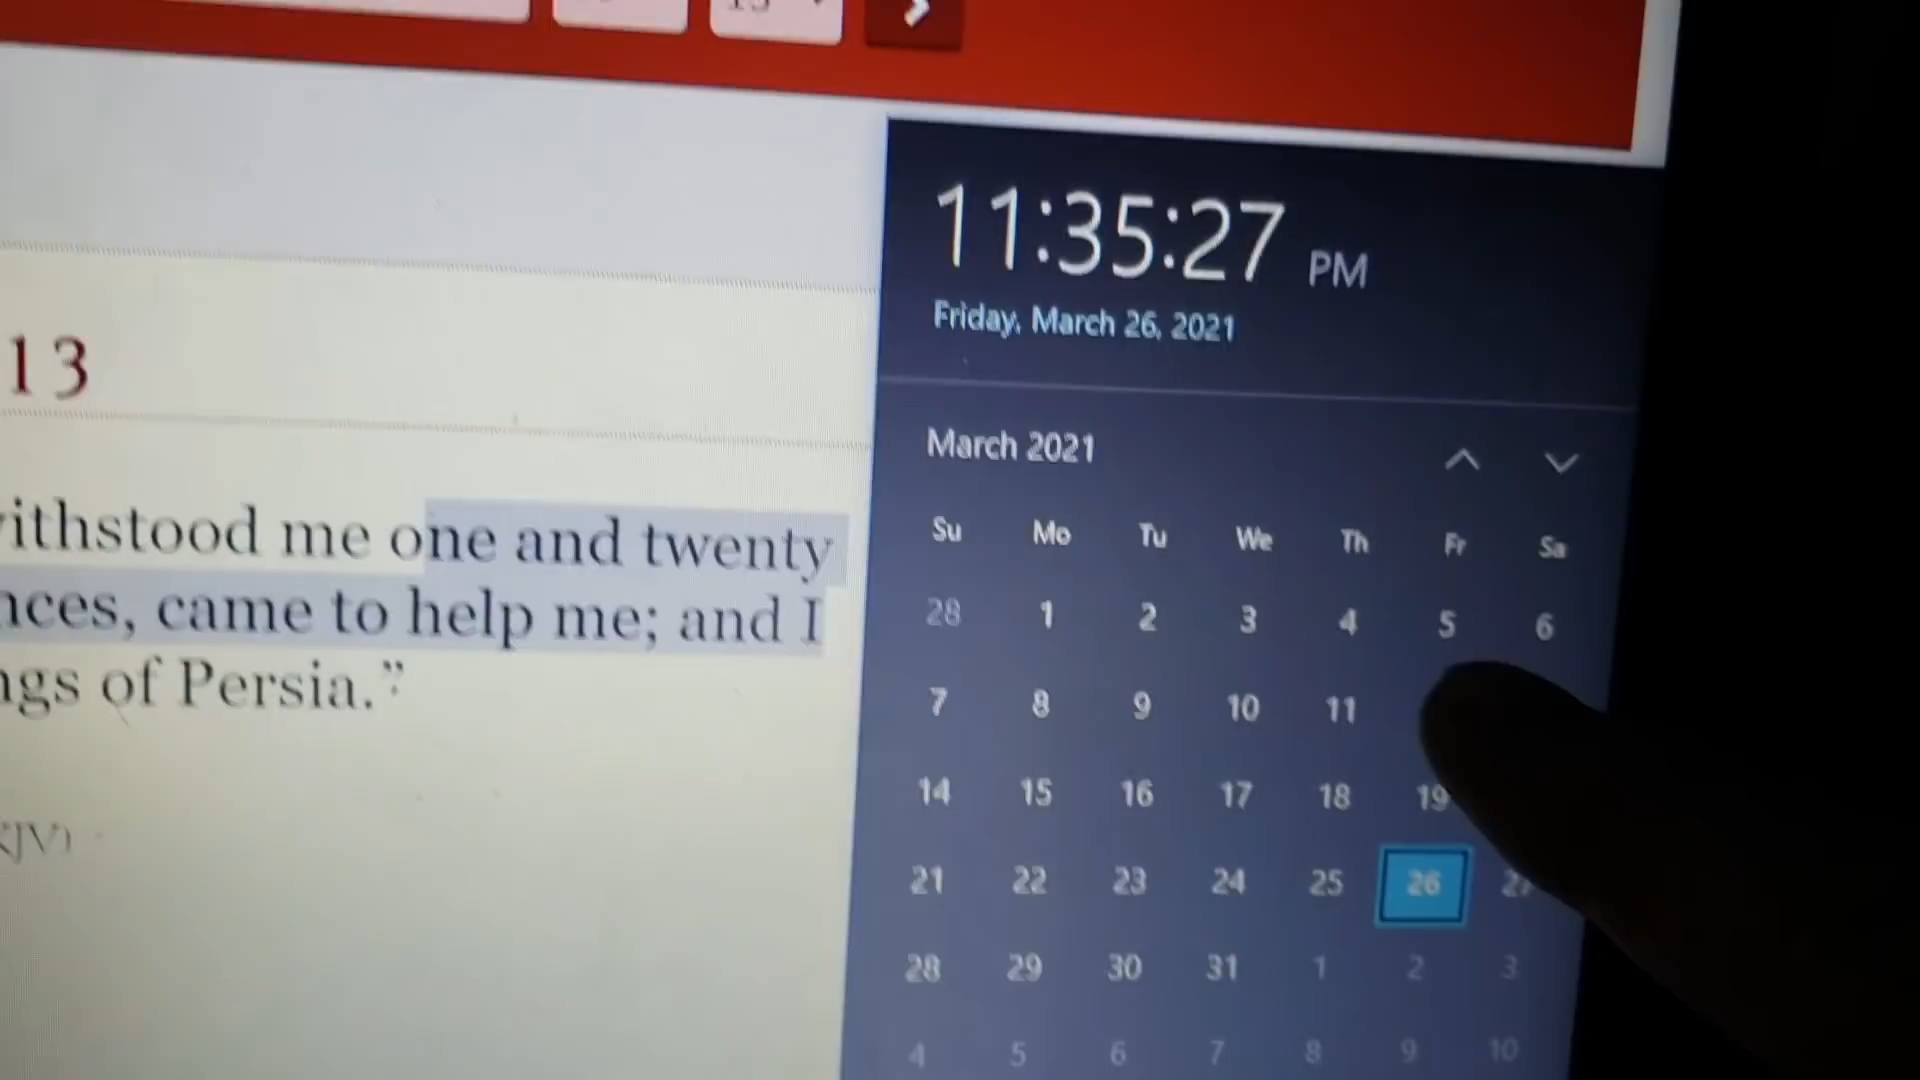 13
ithstood me one and twenty
nces, came to help me; and I
ngs of Persia.”
KJV)
11:35:27 PM
Friday, March 26, 2021
March 2021
Su Mo Tu We Th Fr Sa
28 1 2 3 4 5 6
7 8 9 10 11
14 15 16 17 18 19
21 22 23 24 25 26 27
28 29 30 31 1 2 3
4 5 6 7 8 9 10